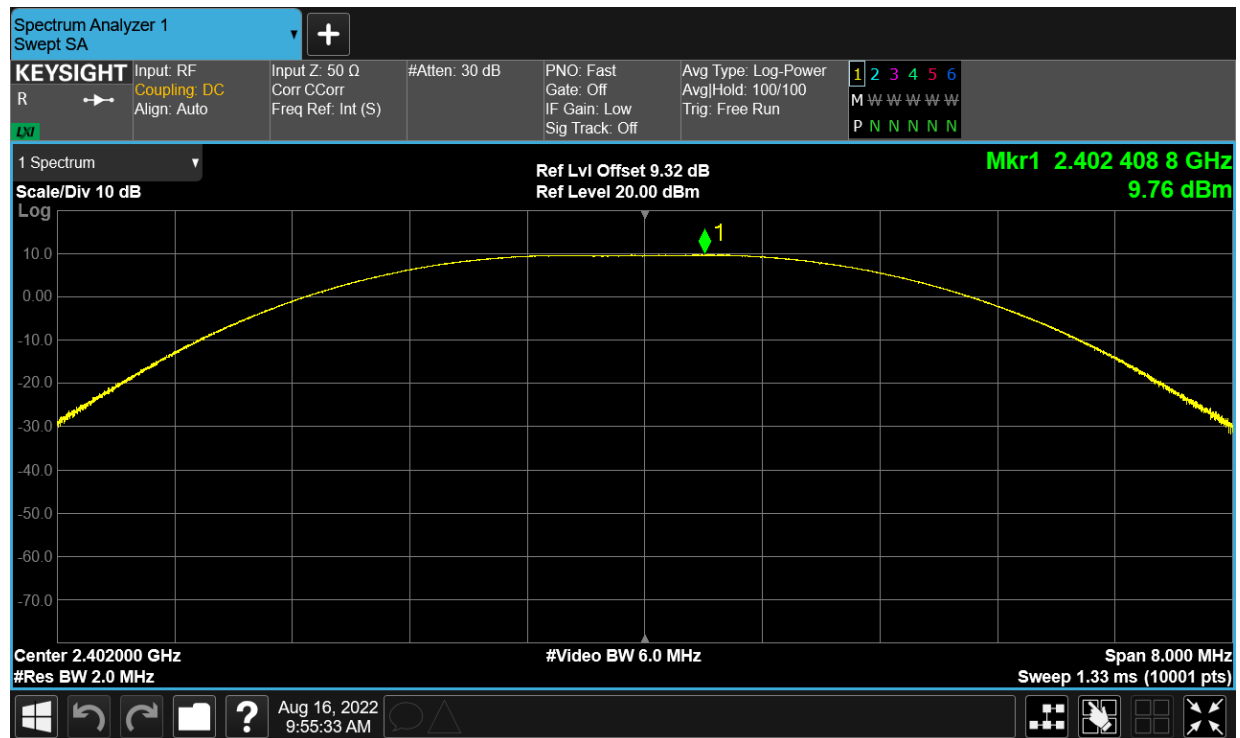 Spectrum Analyzer 1
Swept SA
+
KEYSIGHT
R
LXI
Input: RF
Coupling: DC
Align: Auto
Input Z: 50 Ω
Corr CCorr
Freq Ref: Int (S)
#Atten: 30 dB
PNO: Fast
Gate: Off
IF Gain: Low
Sig Track: Off
Avg Type: Log-Power
Avg|Hold: 100/100
Trig: Free Run
1 2 3 4 5 6
M W W W W W
P N N N N N
1 Spectrum
Scale/Div 10 dB
Ref Lvl Offset 9.32 dB
Ref Level 20.00 dBm
Mkr1 2.402 408 8 GHz
9.76 dBm
Log
1
10.0
0.00
-10.0
-20.0
-30.0
-40.0
-50.0
-60.0
-70.0
Center 2.402000 GHz
#Res BW 2.0 MHz
#Video BW 6.0 MHz
Span 8.000 MHz
Sweep 1.33 ms (10001 pts)
?
Aug 16, 2022
9:55:33 AM